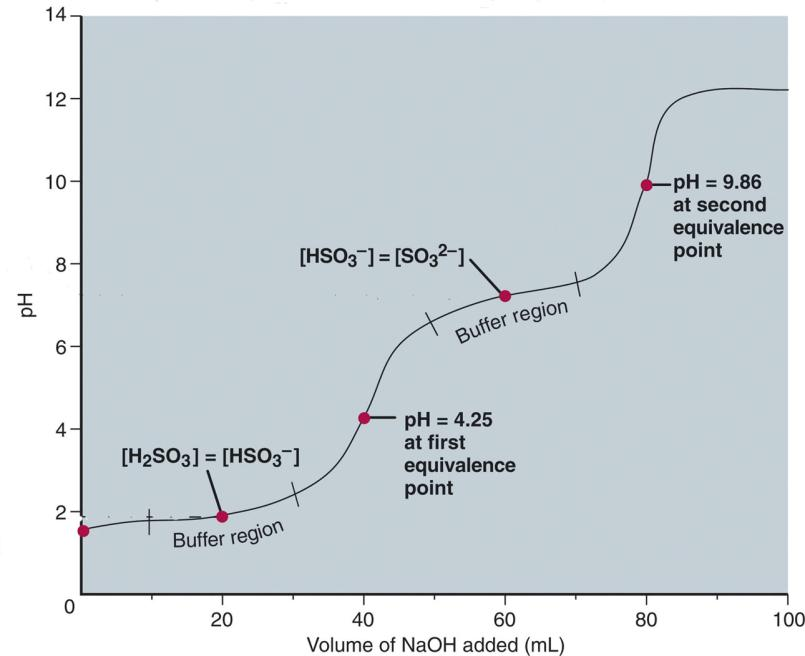 14
12
10
8
6
4
2
0
pH
pH = 9.86
at second
equivalence
point
[HSO₃⁻] = [SO₃²⁻]
Buffer region
pH = 4.25
at first
equivalence
point
[H₂SO₃] = [HSO₃⁻]
Buffer region
20
40
60
80
100
Volume of NaOH added (mL)